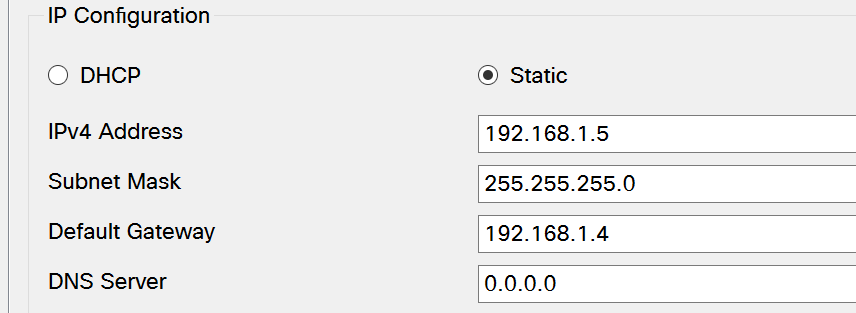 IP Configuration
DHCP Static
IPv4 Address 192.168.1.5
Subnet Mask 255.255.255.0
Default Gateway 192.168.1.4
DNS Server 0.0.0.0